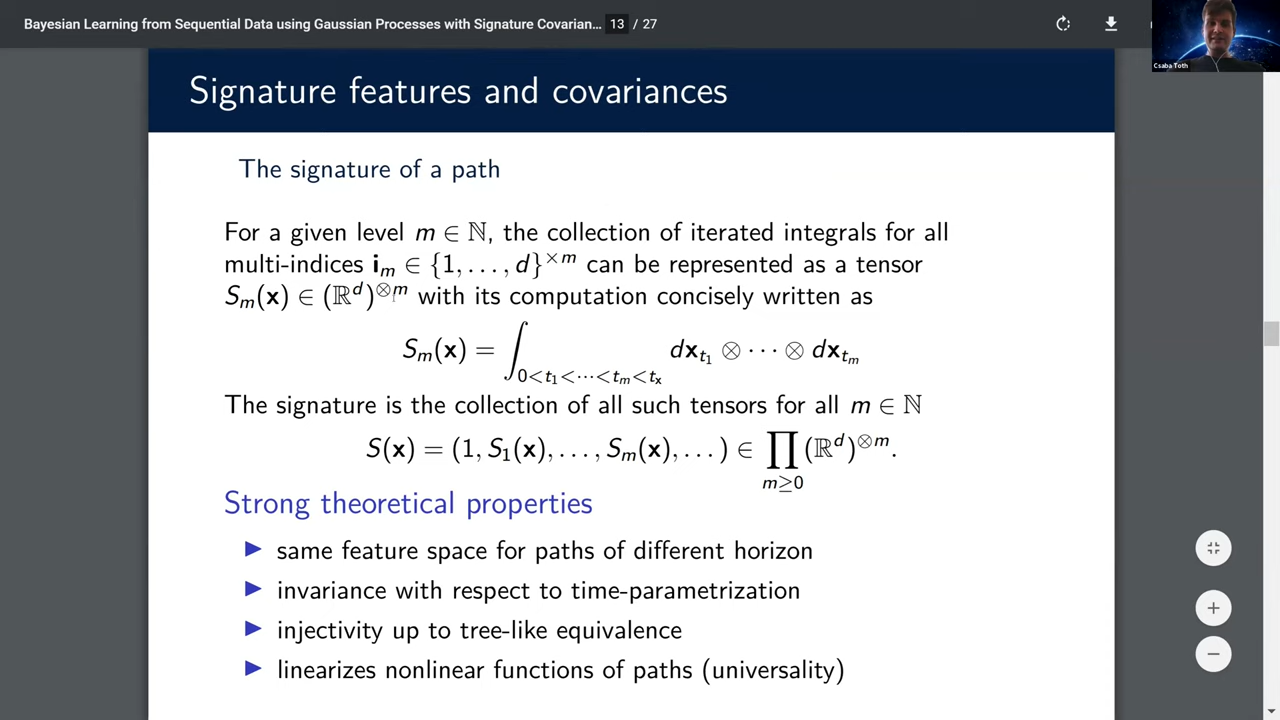 Bayesian Learning from Sequential Data using Gaussian Processes with Signature Covarian... 13 / 27
Csaba Toth
Signature features and covariances
The signature of a path
For a given level m ∈ ℕ, the collection of iterated integrals for all
multi-indices i_m ∈ {1, . . . , d}^{×m} can be represented as a tensor
S_m(x) ∈ (ℝ^d)^{⊗m} with its computation concisely written as
S_m(x) = ∫_{0<t_1<···<t_m<t_x} dx_{t_1} ⊗ · · · ⊗ dx_{t_m}
The signature is the collection of all such tensors for all m ∈ ℕ
S(x) = (1, S_1(x), . . . , S_m(x), . . . ) ∈ ∏_{m≥0} (ℝ^d)^{⊗m}.
Strong theoretical properties
▶ same feature space for paths of different horizon
▶ invariance with respect to time-parametrization
▶ injectivity up to tree-like equivalence
▶ linearizes nonlinear functions of paths (universality)